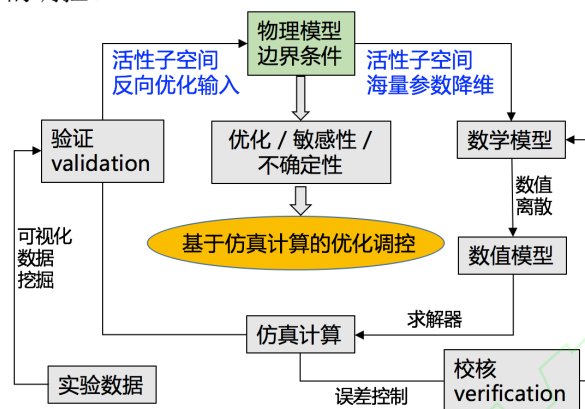 物理模型
边界条件
活性子空间
反向优化输入
活性子空间
海量参数降维
验证
validation
优化 / 敏感性 /
不确定性
数学模型
数值
离散
可视化
数据
挖掘
基于仿真计算的优化调控
数值模型
仿真计算
求解器
实验数据
误差控制
校核
verification